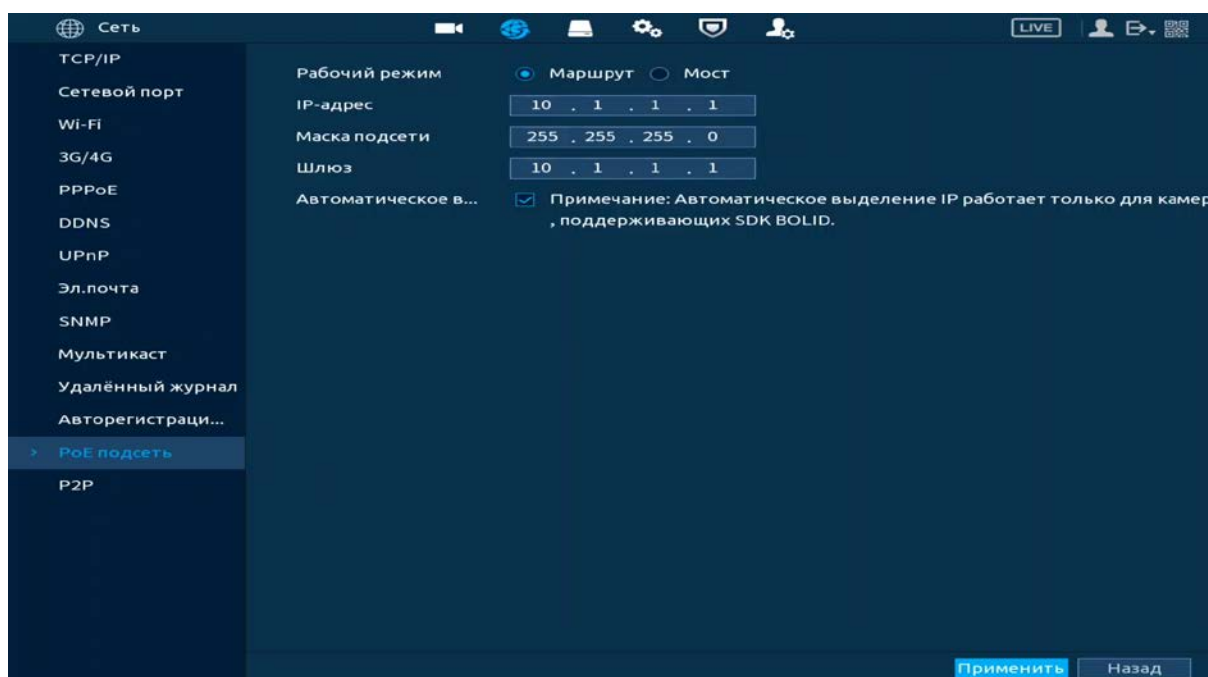 Сеть
LIVE
TCP/IP
Сетевой порт
Wi-Fi
3G/4G
PPPoE
DDNS
UPnP
Эл.почта
SNMP
Мультикаст
Удалённый журнал
Авторегистраци...
> PoE подсеть
P2P
Рабочий режим Маршрут Мост
IP-адрес 10 . 1 . 1 . 1
Маска подсети 255 . 255 . 255 . 0
Шлюз 10 . 1 . 1 . 1
Автоматическое в... Примечание: Автоматическое выделение IP работает только для камер
, поддерживающих SDK BOLID.
Применить Назад